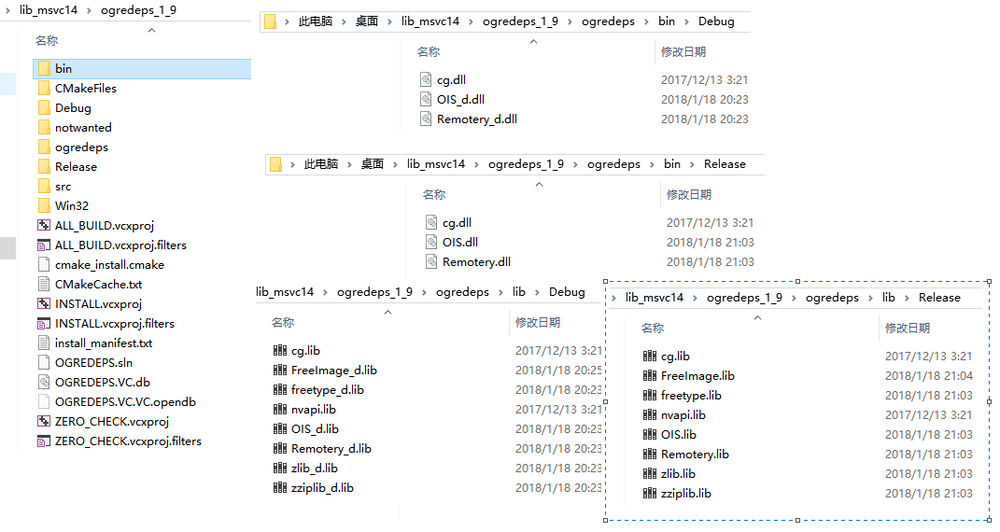 lib_msvc14 > ogredeps_1_9
名称
bin
CMakeFiles
Debug
notwanted
ogredeps
Release
src
Win32
ALL_BUILD.vcxproj
ALL_BUILD.vcxproj.filters
cmake_install.cmake
CMakeCache.txt
INSTALL.vcxproj
INSTALL.vcxproj.filters
install_manifest.txt
OGREDEPS.sln
OGREDEPS.VC.db
OGREDEPS.VC.VC.opendb
ZERO_CHECK.vcxproj
ZERO_CHECK.vcxproj.filters
此电脑 > 桌面 > lib_msvc14 > ogredeps_1_9 > ogredeps > bin > Debug
名称 修改日期
cg.dll 2017/12/13 3:21
OIS_d.dll 2018/1/18 20:23
Remotery_d.dll 2018/1/18 20:23
此电脑 > 桌面 > lib_msvc14 > ogredeps_1_9 > ogredeps > bin > Release
名称 修改日期
cg.dll 2017/12/13 3:21
OIS.dll 2018/1/18 21:03
Remotery.dll 2018/1/18 21:03
lib_msvc14 > ogredeps_1_9 > ogredeps > lib > Debug
名称 修改日期
cg.lib 2017/12/13 3:21
FreeImage_d.lib 2018/1/18 20:25
freetype_d.lib 2018/1/18 20:23
nvapi.lib 2017/12/13 3:21
OIS_d.lib 2018/1/18 20:23
Remotery_d.lib 2018/1/18 20:23
zlib_d.lib 2018/1/18 20:23
zziplib_d.lib 2018/1/18 20:23
lib_msvc14 > ogredeps_1_9 > ogredeps > lib > Release
名称 修改日期
cg.lib 2017/12/13 3:21
FreeImage.lib 2018/1/18 21:04
freetype.lib 2018/1/18 21:03
nvapi.lib 2017/12/13 3:21
OIS.lib 2018/1/18 21:03
Remotery.lib 2018/1/18 21:03
zlib.lib 2018/1/18 21:03
zziplib.lib 2018/1/18 21:03